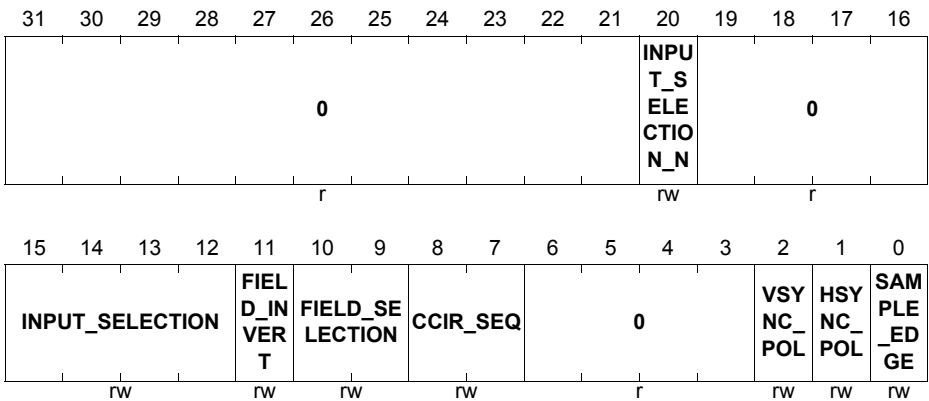 31 30 29 28 27 26 25 24 23 22 21 20 19 18 17 16
0
INPU
T_S
ELE
CTIO
N_N
0
r rw r
15 14 13 12 11 10 9 8 7 6 5 4 3 2 1 0
INPUT_SELECTION
FIEL
D_IN
VER
T
FIELD_SE
LECTION
CCIR_SEQ
0
VSY
NC_
POL
HSY
NC_
POL
SAM
PLE
_ED
GE
rw rw rw rw r rw rw rw